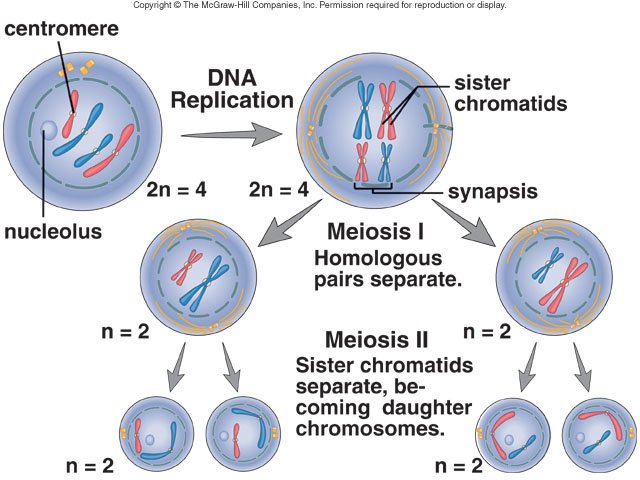 Copyright © The McGraw-Hill Companies, Inc. Permission required for reproduction or display.
centromere
DNA
Replication
sister
chromatids
2n = 4
2n = 4
synapsis
nucleolus
Meiosis I
Homologous
pairs separate.
n = 2
n = 2
Meiosis II
Sister chromatids
separate, be-
coming daughter
chromosomes.
n = 2
n = 2